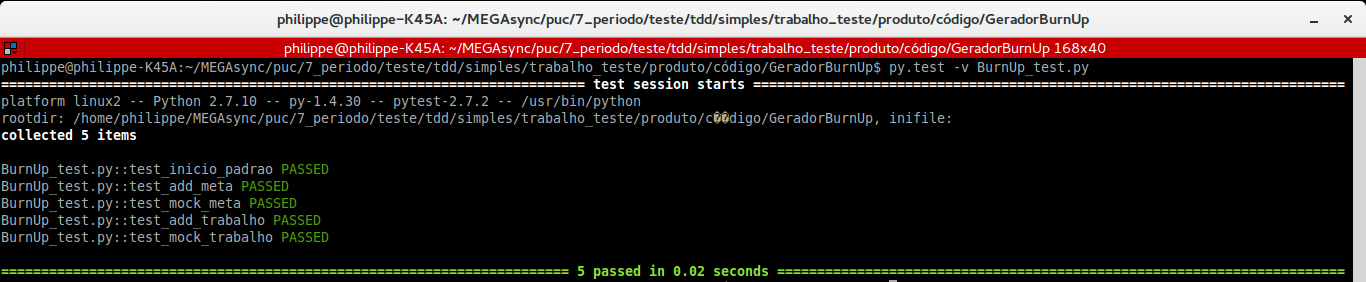 philippe@philippe-K45A: ~/MEGAsync/puc/7_periodo/teste/tdd/simples/trabalho_teste/produto/código/GeradorBurnUp
philippe@philippe-K45A: ~/MEGAsync/puc/7_periodo/teste/tdd/simples/trabalho_teste/produto/código/GeradorBurnUp 168x40
philippe@philippe-K45A:~/MEGAsync/puc/7_periodo/teste/tdd/simples/trabalho_teste/produto/código/GeradorBurnUp$ py.test -v BurnUp_test.py
========================================================================= test session starts ==========================================================================
platform linux2 -- Python 2.7.10 -- py-1.4.30 -- pytest-2.7.2 -- /usr/bin/python
rootdir: /home/philippe/MEGAsync/puc/7_periodo/teste/tdd/simples/trabalho_teste/produto/c��digo/GeradorBurnUp, inifile:
collected 5 items
BurnUp_test.py::test_inicio_padrao PASSED
BurnUp_test.py::test_add_meta PASSED
BurnUp_test.py::test_mock_meta PASSED
BurnUp_test.py::test_add_trabalho PASSED
BurnUp_test.py::test_mock_trabalho PASSED
======================================================================= 5 passed in 0.02 seconds =======================================================================